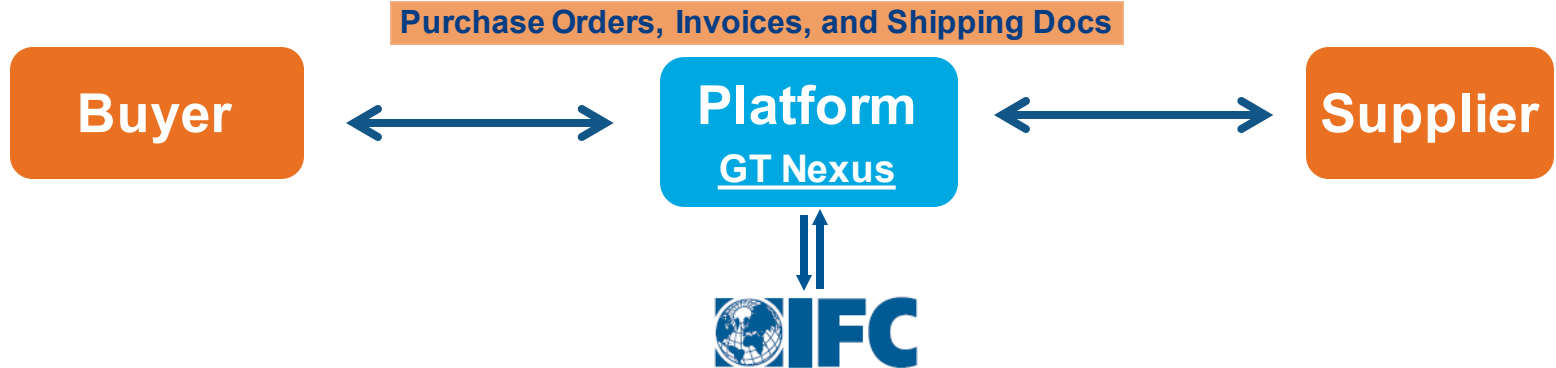 Purchase Orders, Invoices, and Shipping Docs
Buyer
Platform
GT Nexus
Supplier
IFC